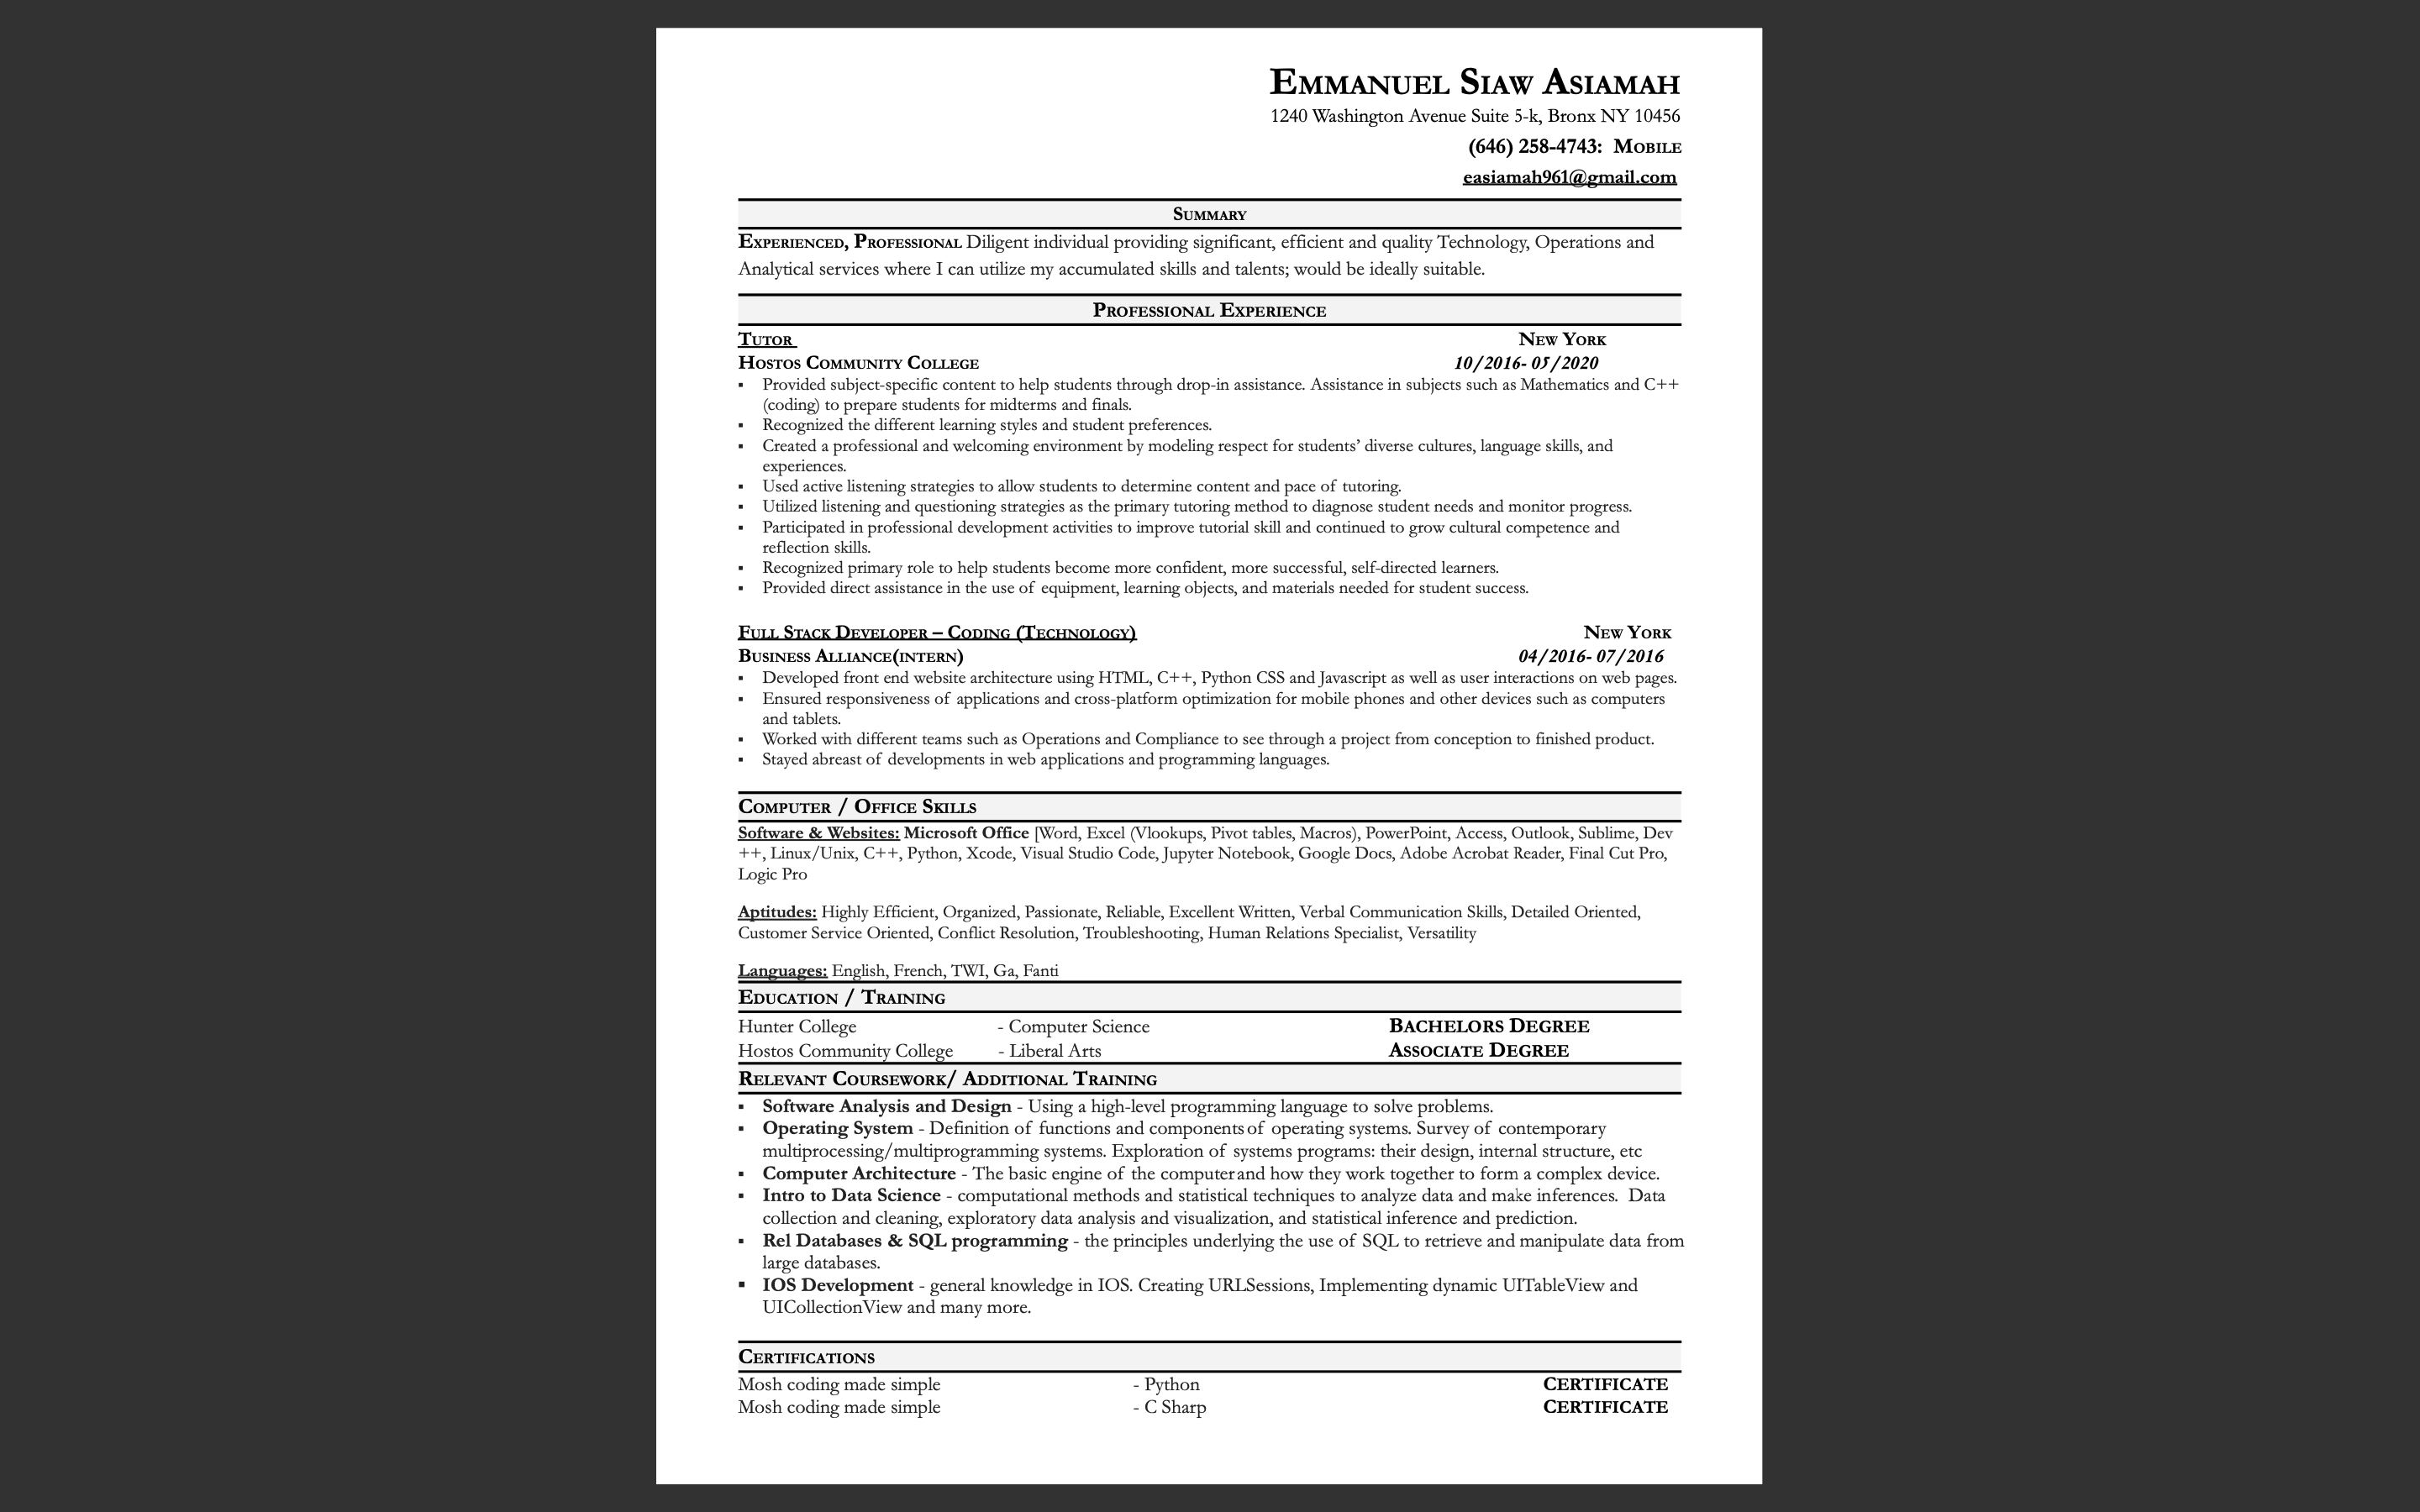 Emmanuel Siaw Asiamah
1240 Washington Avenue Suite 5-k, Bronx NY 10456
(646) 258-4743:  Mobile
easiamah961@gmail.com
Summary
Experienced, Professional Diligent individual providing significant, efficient and quality Technology, Operations and
Analytical services where I can utilize my accumulated skills and talents; would be ideally suitable.
Professional Experience
Tutor New York
Hostos Community College 10/2016- 05/2020
▪ Provided subject-specific content to help students through drop-in assistance. Assistance in subjects such as Mathematics and C++
(coding) to prepare students for midterms and finals.
▪ Recognized the different learning styles and student preferences.
▪ Created a professional and welcoming environment by modeling respect for students’ diverse cultures, language skills, and
experiences.
▪ Used active listening strategies to allow students to determine content and pace of tutoring.
▪ Utilized listening and questioning strategies as the primary tutoring method to diagnose student needs and monitor progress.
▪ Participated in professional development activities to improve tutorial skill and continued to grow cultural competence and
reflection skills.
▪ Recognized primary role to help students become more confident, more successful, self-directed learners.
▪ Provided direct assistance in the use of equipment, learning objects, and materials needed for student success.
Full Stack Developer – Coding (Technology) New York
Business Alliance(intern) 04/2016- 07/2016
▪ Developed front end website architecture using HTML, C++, Python CSS and Javascript as well as user interactions on web pages.
▪ Ensured responsiveness of applications and cross-platform optimization for mobile phones and other devices such as computers
and tablets.
▪ Worked with different teams such as Operations and Compliance to see through a project from conception to finished product.
▪ Stayed abreast of developments in web applications and programming languages.
Computer / Office Skills
Software & Websites: Microsoft Office [Word, Excel (Vlookups, Pivot tables, Macros), PowerPoint, Access, Outlook, Sublime, Dev
++, Linux/Unix, C++, Python, Xcode, Visual Studio Code, Jupyter Notebook, Google Docs, Adobe Acrobat Reader, Final Cut Pro,
Logic Pro
Aptitudes: Highly Efficient, Organized, Passionate, Reliable, Excellent Written, Verbal Communication Skills, Detailed Oriented,
Customer Service Oriented, Conflict Resolution, Troubleshooting, Human Relations Specialist, Versatility
Languages: English, French, TWI, Ga, Fanti
Education / Training
Hunter College - Computer Science BACHELORS DEGREE
Hostos Community College - Liberal Arts Associate Degree
Relevant Coursework/ Additional Training
▪ Software Analysis and Design - Using a high-level programming language to solve problems.
▪ Operating System - Definition of functions and components of operating systems. Survey of contemporary
multiprocessing/multiprogramming systems. Exploration of systems programs: their design, internal structure, etc
▪ Computer Architecture - The basic engine of the computer and how they work together to form a complex device.
▪ Intro to Data Science - computational methods and statistical techniques to analyze data and make inferences.  Data
collection and cleaning, exploratory data analysis and visualization, and statistical inference and prediction.
▪ Rel Databases & SQL programming - the principles underlying the use of SQL to retrieve and manipulate data from
large databases.
▪ IOS Development - general knowledge in IOS. Creating URLSessions, Implementing dynamic UITableView and
UICollectionView and many more.
Certifications
Mosh coding made simple - Python CERTIFICATE
Mosh coding made simple - C Sharp CERTIFICATE